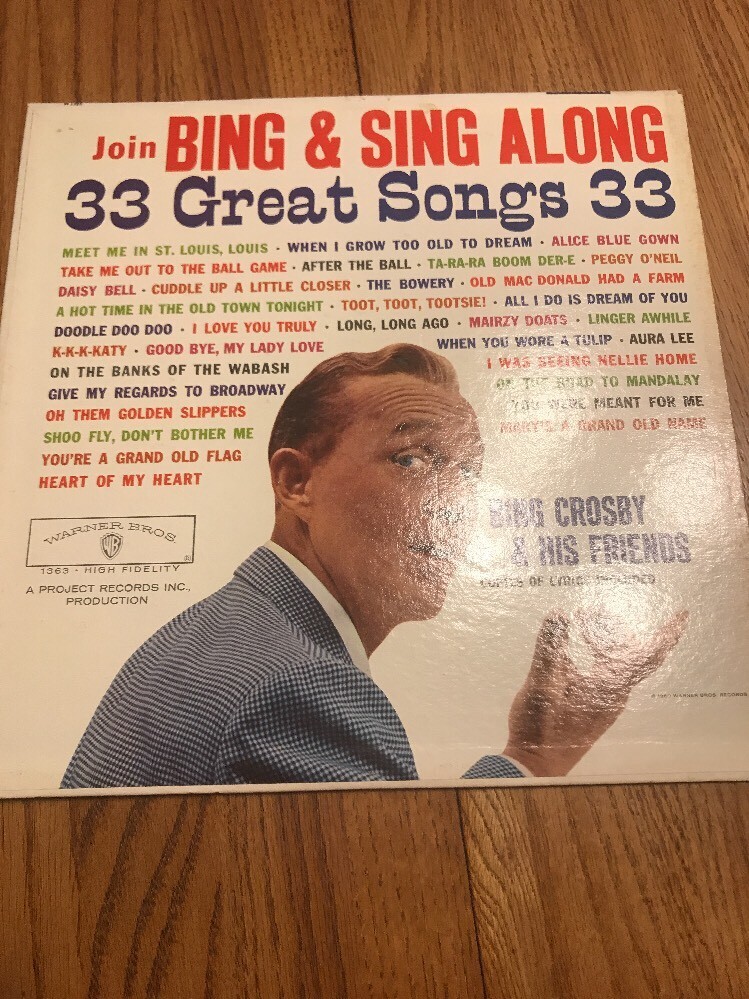 Join BING & SING ALONG
33 Great Songs 33
MEET ME IN ST. LOUIS, LOUIS · WHEN I GROW TOO OLD TO DREAM · ALICE BLUE GOWN
TAKE ME OUT TO THE BALL GAME · AFTER THE BALL · TA-RA-RA BOOM DER-E · PEGGY O'NEIL
DAISY BELL · CUDDLE UP A LITTLE CLOSER · THE BOWERY · OLD MAC DONALD HAD A FARM
A HOT TIME IN THE OLD TOWN TONIGHT · TOOT, TOOT, TOOTSIE! · ALL I DO IS DREAM OF YOU
DOODLE DOO DOO · I LOVE YOU TRULY · LONG, LONG AGO · MAIRZY DOATS · LINGER AWHILE
K-K-K-KATY · GOOD BYE, MY LADY LOVE
ON THE BANKS OF THE WABASH
GIVE MY REGARDS TO BROADWAY
OH THEM GOLDEN SLIPPERS
SHOO FLY, DON'T BOTHER ME
YOU'RE A GRAND OLD FLAG
HEART OF MY HEART
WHEN YOU WORE A TULIP · AURA LEE
I WAS SEEING NELLIE HOME
ON THE ROAD TO MANDALAY
YOU WERE MEANT FOR ME
MARY'S A GRAND OLD NAME
BING CROSBY
& HIS FRIENDS
WARNER BROS.
WB
1363 · HIGH FIDELITY
A PROJECT RECORDS INC.,
PRODUCTION
WARNER BROS. RECORDS